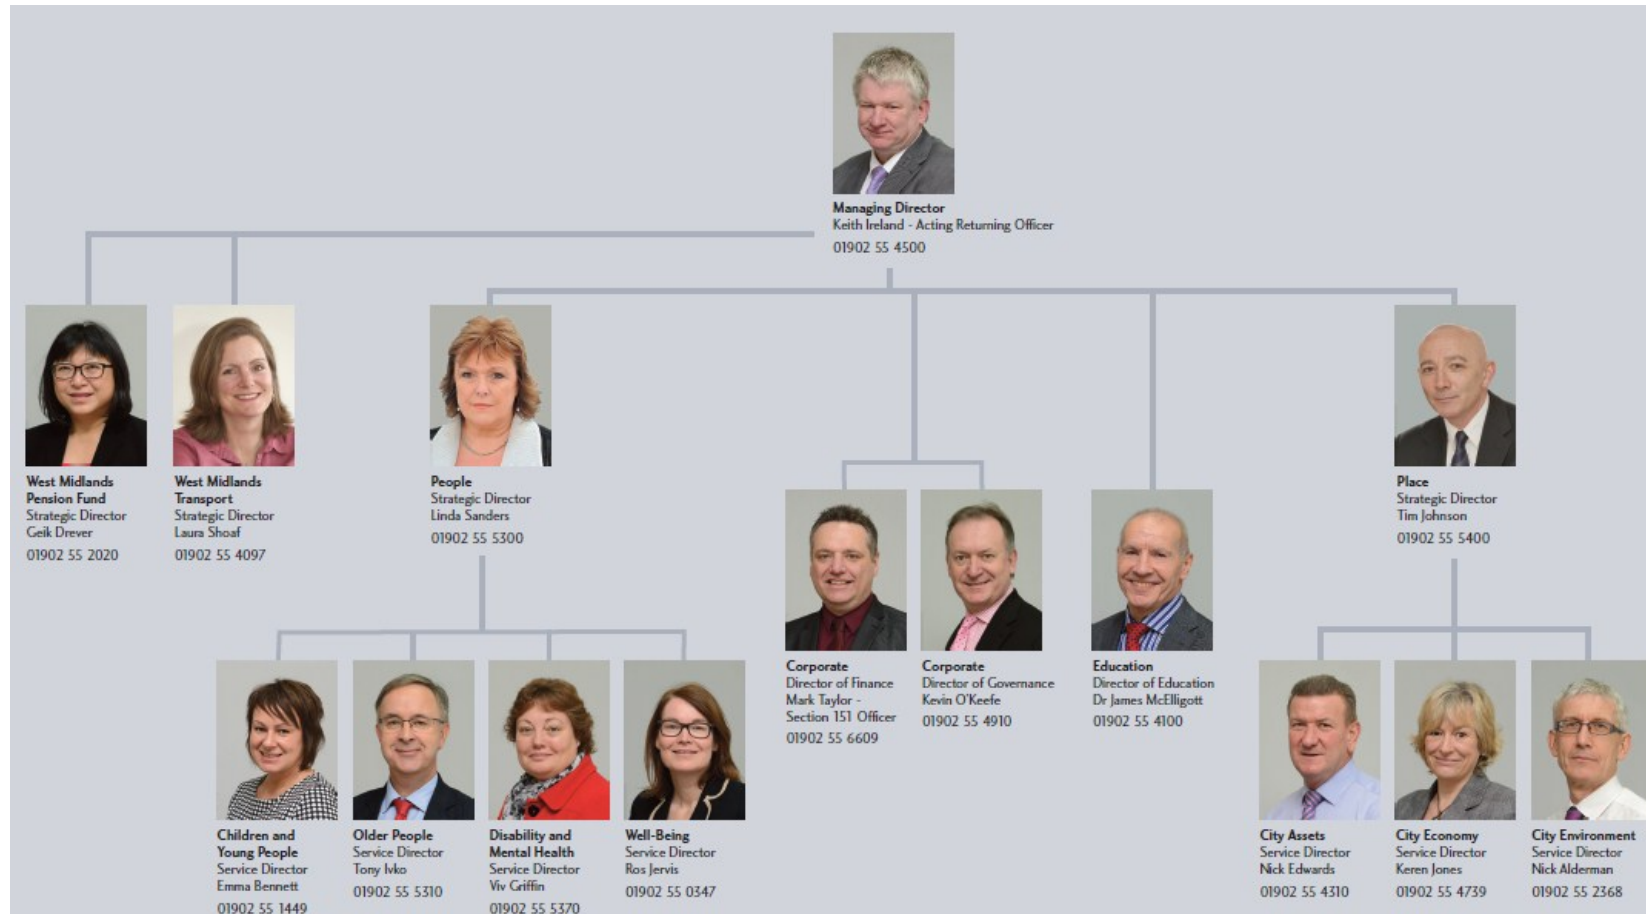 Managing Director
Keith Ireland - Acting Returning Officer
01902 55 4500
West Midlands
Pension Fund
Strategic Director
Geik Drever
01902 55 2020
West Midlands
Transport
Strategic Director
Laura Shoaf
01902 55 4097
People
Strategic Director
Linda Sanders
01902 55 5300
Place
Strategic Director
Tim Johnson
01902 55 5400
Corporate
Director of Finance
Mark Taylor -
Section 151 Officer
01902 55 6609
Corporate
Director of Governance
Kevin O'Keefe
01902 55 4910
Education
Director of Education
Dr James McElligott
01902 55 4100
Children and
Young People
Service Director
Emma Bennett
01902 55 1449
Older People
Service Director
Tony Ivko
01902 55 5310
Disability and
Mental Health
Service Director
Viv Griffin
01902 55 5370
Well-Being
Service Director
Ros Jervis
01902 55 0347
City Assets
Service Director
Nick Edwards
01902 55 4310
City Economy
Service Director
Keren Jones
01902 55 4739
City Environment
Service Director
Nick Alderman
01902 55 2368